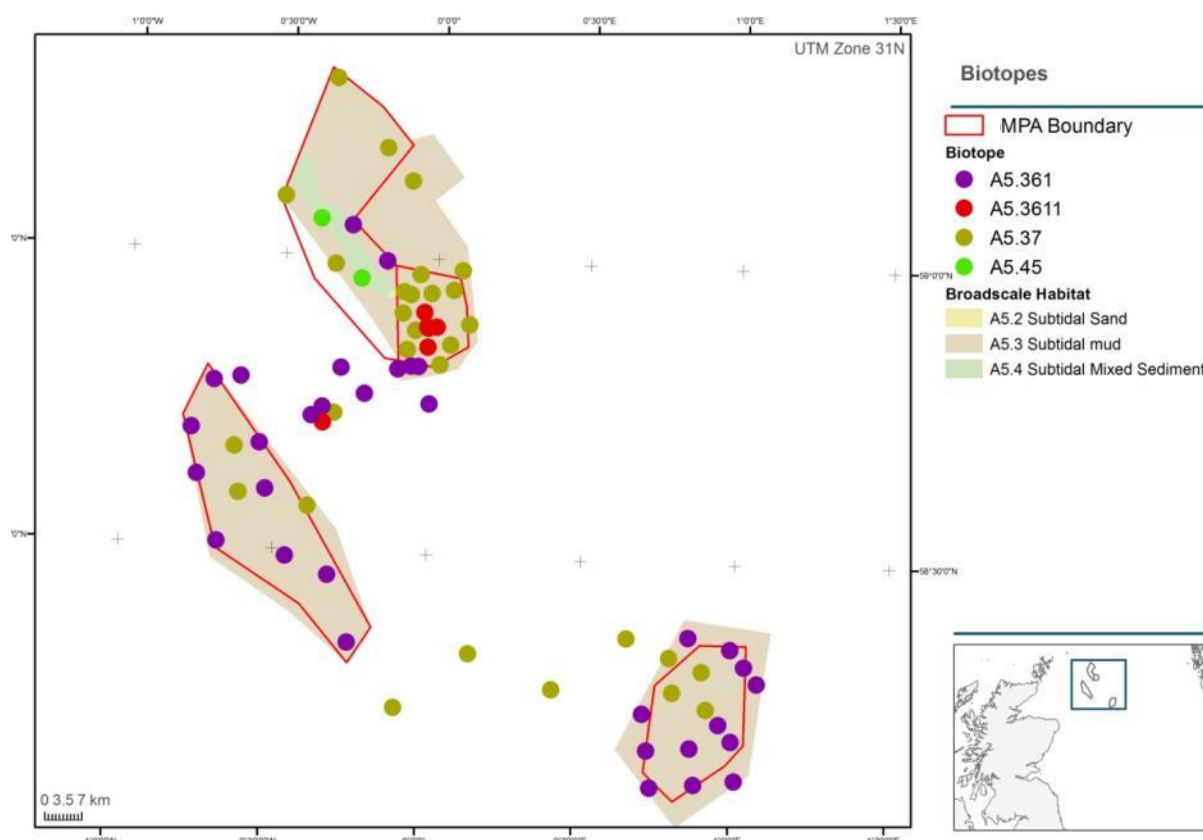 1°0'0"W 0°30'0"W 0°0'0" 0°30'0"E 1°0'0"E 1°30'0"E
UTM Zone 31N
'0"N
59°0'0"N
'0"N
58°30'0"N
0 3.5 7 km
Biotopes
MPA Boundary
Biotope
A5.361
A5.3611
A5.37
A5.45
Broadscale Habitat
A5.2 Subtidal Sand
A5.3 Subtidal mud
A5.4 Subtidal Mixed Sediment